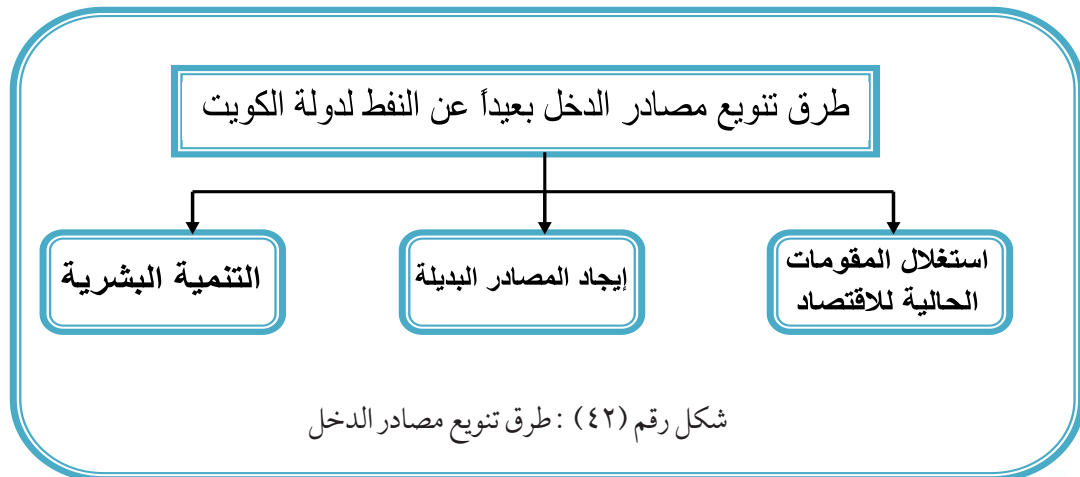 طرق تنويع مصادر الدخل بعيداً عن النفط لدولة الكويت
استغلال المقومات
الحالية للاقتصاد
إيجاد المصادر البديلة
التنمية البشرية
شكل رقم (٤٢) : طرق تنويع مصادر الدخل